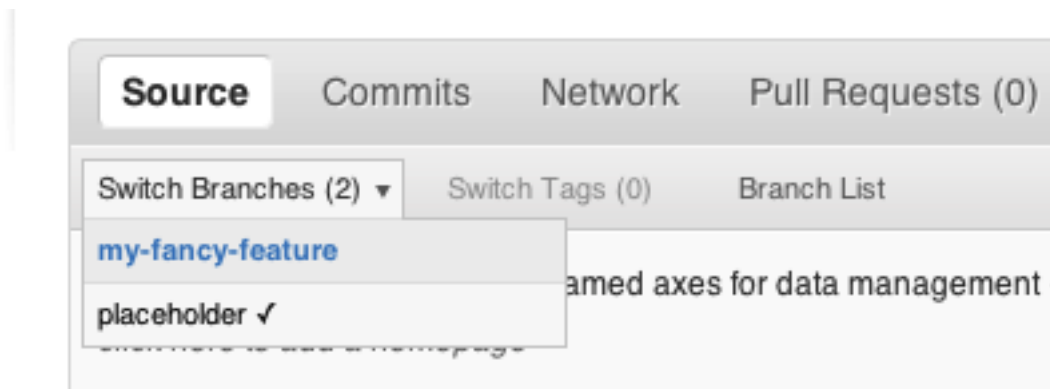 Source Commits Network Pull Requests (0)
Switch Branches (2) ▾ Switch Tags (0) Branch List
my-fancy-feature
amed axes for data management
placeholder ✓